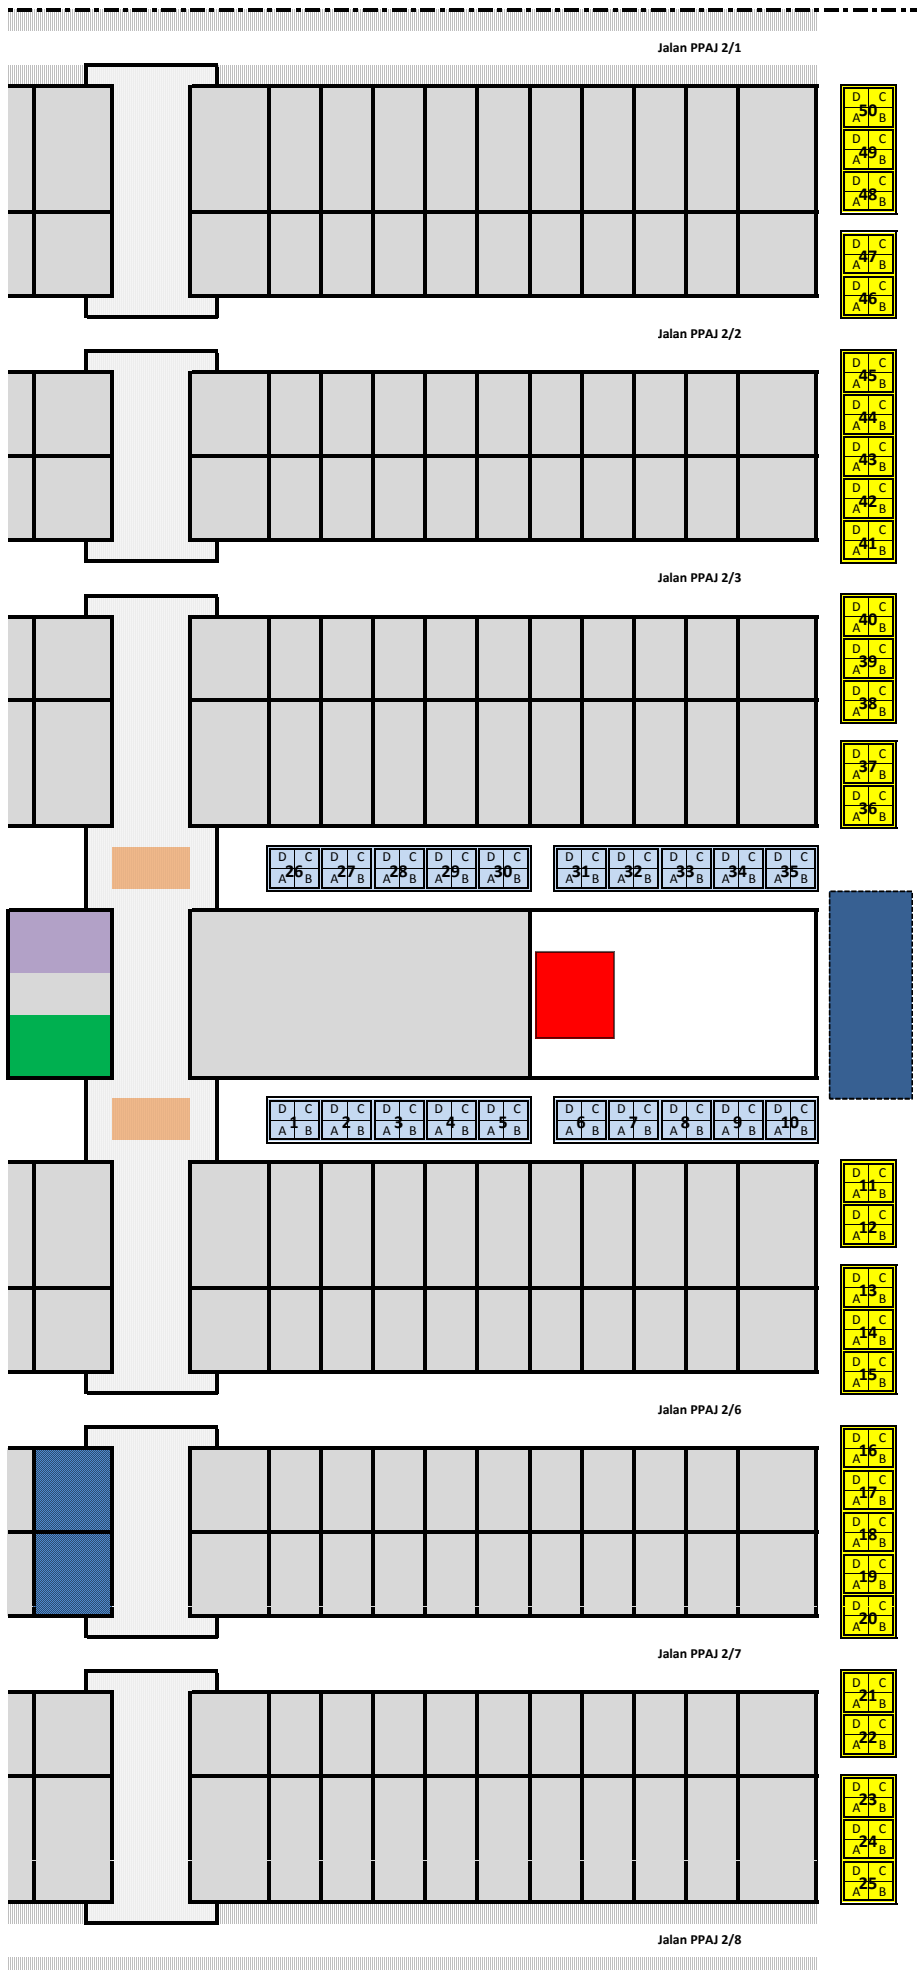 Jalan PPAJ 2/1
D C
50
A B
D C
49
A B
D C
48
A B
D C
47
A B
D C
46
A B
Jalan PPAJ 2/2
D C
45
A B
D C
44
A B
D C
43
A B
D C
42
A B
D C
41
A B
Jalan PPAJ 2/3
D C
40
A B
D C
39
A B
D C
38
A B
D C
37
A B
D C
36
A B
D C D C D C D C D C D C D C D C D C D C
26 27 28 29 30 31 32 33 34 35
A B A B A B A B A B A B A B A B A B A B
D C D C D C D C D C D C D C D C D C D C
1 2 3 4 5 6 7 8 9 10
A B A B A B A B A B A B A B A B A B A B
D C
11
A B
D C
12
A B
D C
13
A B
D C
14
A B
D C
15
A B
Jalan PPAJ 2/6
D C
16
A B
D C
17
A B
D C
18
A B
D C
19
A B
D C
20
A B
Jalan PPAJ 2/7
D C
21
A B
D C
22
A B
D C
23
A B
D C
24
A B
D C
25
A B
Jalan PPAJ 2/8